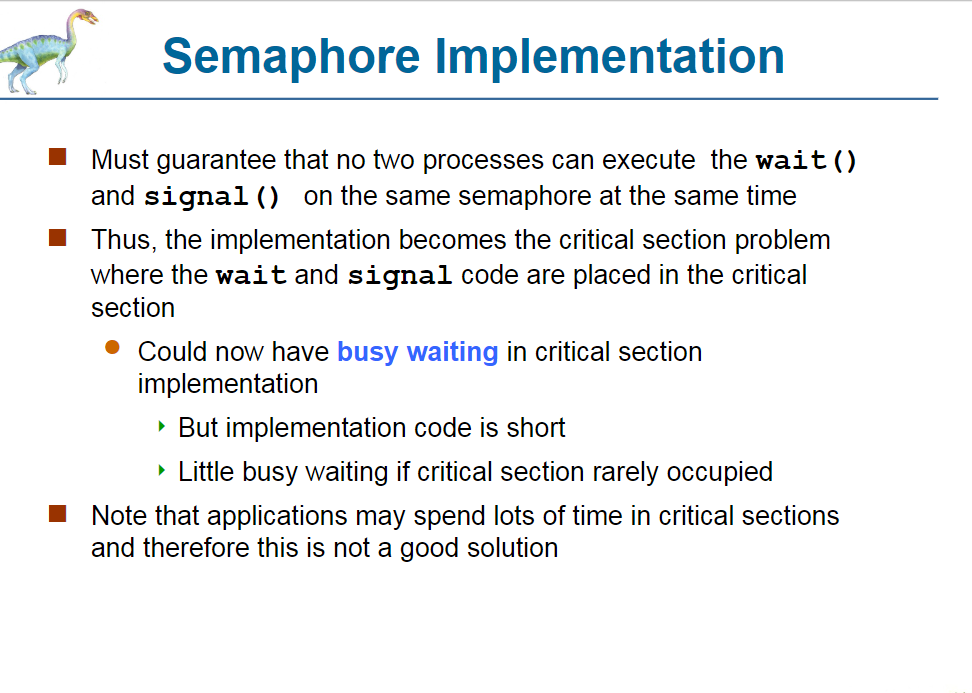 Semaphore Implementation
Must guarantee that no two processes can execute the wait()
and signal() on the same semaphore at the same time
Thus, the implementation becomes the critical section problem
where the wait and signal code are placed in the critical
section
Could now have busy waiting in critical section
implementation
But implementation code is short
Little busy waiting if critical section rarely occupied
Note that applications may spend lots of time in critical sections
and therefore this is not a good solution